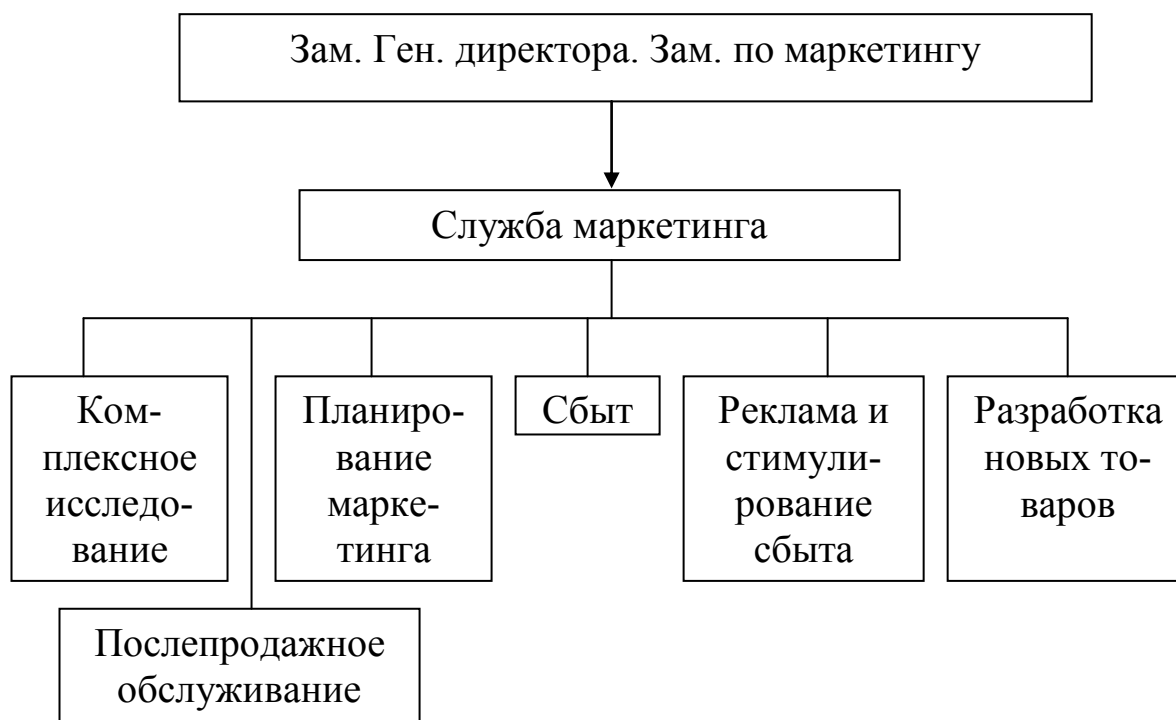 Зам. Ген. директора. Зам. по маркетингу
Служба маркетинга
Ком-
плексное
исследо-
вание
Планиро-
вание
марке-
тинга
Сбыт
Реклама и
стимули-
рование
сбыта
Разработка
новых то-
варов
Послепродажное
обслуживание